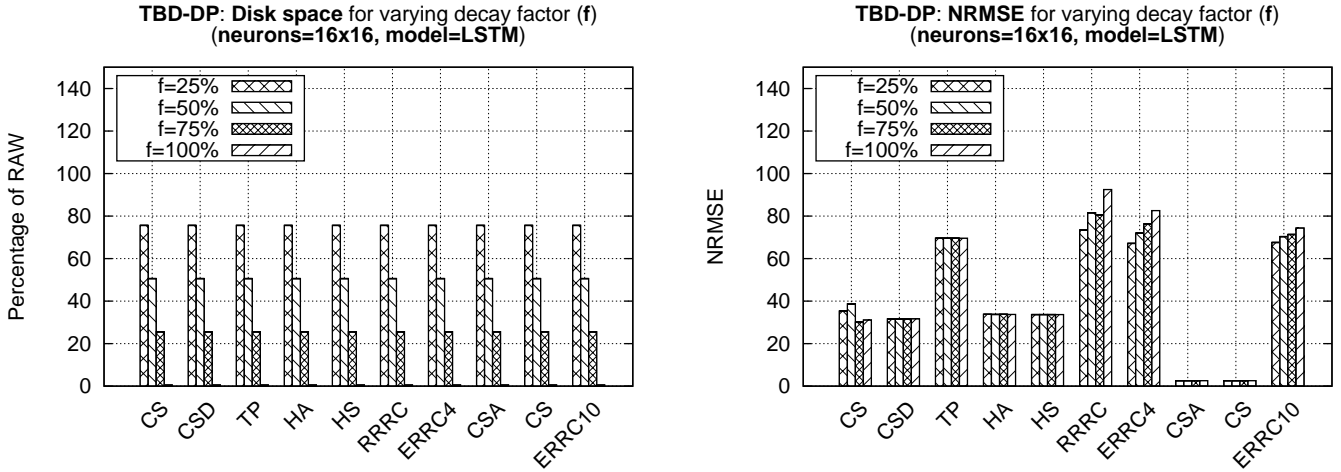 TBD-DP: Disk space for varying decay factor (f)
(neurons=16x16, model=LSTM)
Percentage of RAW
140
120
100
80
60
40
20
0
f=25%
f=50%
f=75%
f=100%
CS
CSD
TP
HA
HS
RRRC
ERRC4
CSA
CS
ERRC10
TBD-DP: NRMSE for varying decay factor (f)
(neurons=16x16, model=LSTM)
NRMSE
140
120
100
80
60
40
20
0
f=25%
f=50%
f=75%
f=100%
CS
CSD
TP
HA
HS
RRRC
ERRC4
CSA
CS
ERRC10